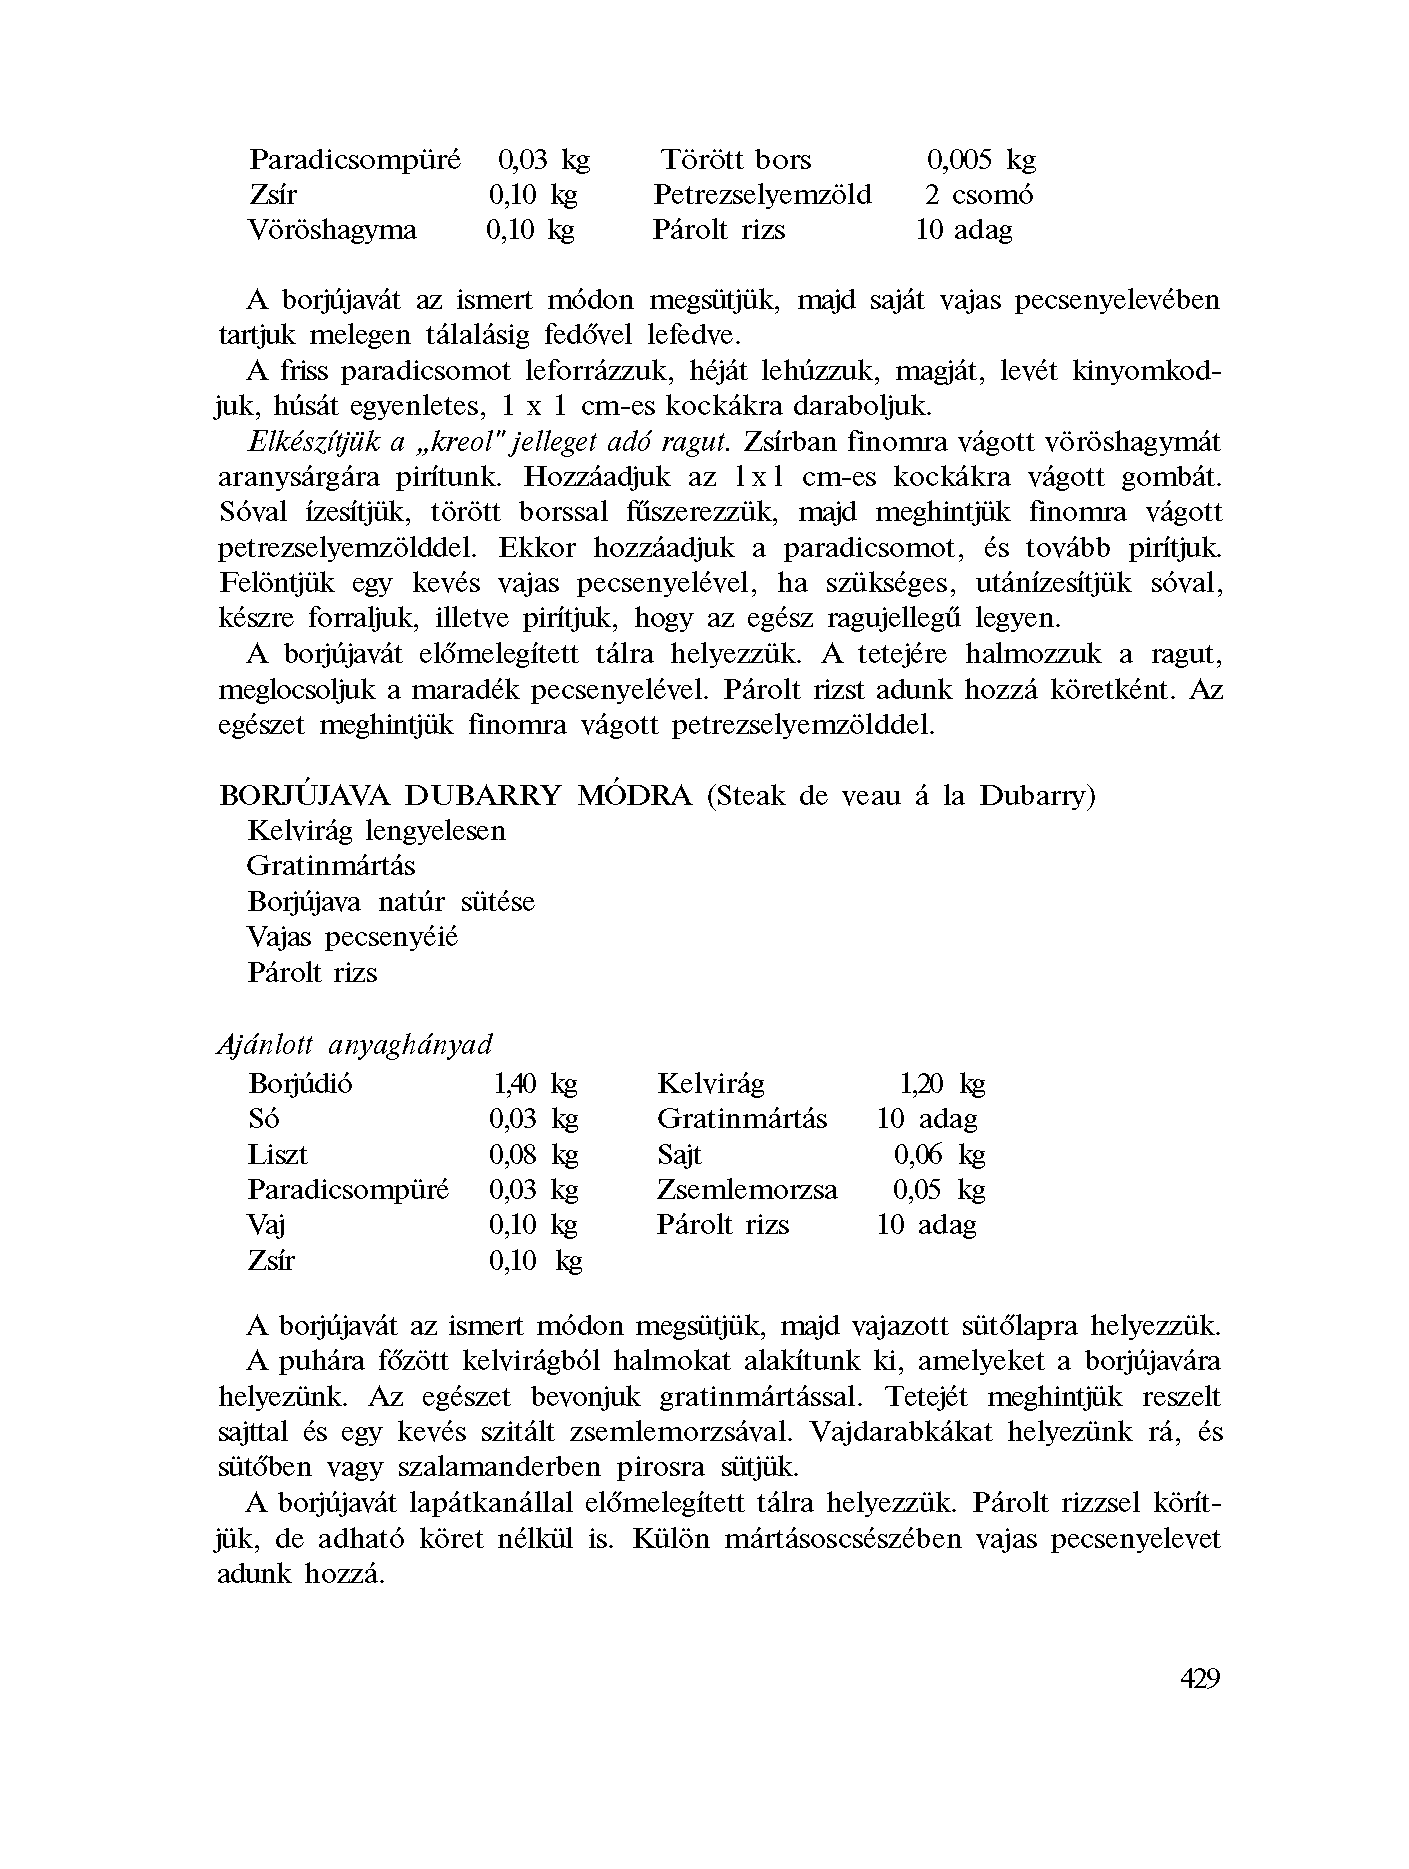 Paradicsompüré 0,03 kg Törött bors 0,005 kg
Zsír 0,10 kg Petrezselyemzöld 2 csomó
Vöröshagyma 0,10 kg Párolt rizs 10 adag
A borjújavát az ismert módon megsütjük, majd saját vajas pecsenyelevében
tartjuk melegen tálalásig fedővel lefedve.
A friss paradicsomot leforrázzuk, héját lehúzzuk, magját, levét kinyomkod-
juk, húsát egyenletes, 1 x 1 cm-es kockákra daraboljuk.
Elkészítjük a „kreol" jelleget adó ragut. Zsírban finomra vágott vöröshagymát
aranysárgára pirítunk. Hozzáadjuk az 1x1 cm-es kockákra vágott gombát.
Sóval ízesítjük, törött borssal fűszerezzük, majd meghintjük finomra vágott
petrezselyemzölddel. Ekkor hozzáadjuk a paradicsomot, és tovább pirítjuk.
Felöntjük egy kevés vajas pecsenyelével, ha szükséges, utánízesítjük sóval,
készre forraljuk, illetve pirítjuk, hogy az egész ragujellegű legyen.
A borjújavát előmelegített tálra helyezzük. A tetejére halmozzuk a ragut,
meglocsoljuk a maradék pecsenyelével. Párolt rizst adunk hozzá köretként. Az
egészet meghintjük finomra vágott petrezselyemzölddel.
BORJÚJAVA DUBARRY MÓDRA (Steak de veau á la Dubarry)
Kelvirág lengyelesen
Gratinmártás
Borjújava natúr sütése
Vajas pecsenyéié
Párolt rizs
Ajánlott anyaghányad
Borjúdió 1,40 kg Kelvirág 1,20 kg
Só 0,03 kg Gratinmártás 10 adag
Liszt 0,08 kg Sajt 0,06 kg
Paradicsompüré 0,03 kg Zsemlemorzsa 0,05 kg
Vaj 0,10 kg Párolt rizs 10 adag
Zsír 0,10 kg
A borjújavát az ismert módon megsütjük, majd vajazott sütőlapra helyezzük.
A puhára főzött kelvirágból halmokat alakítunk ki, amelyeket a borjújavára
helyezünk. Az egészet bevonjuk gratinmártással. Tetejét meghintjük reszelt
sajttal és egy kevés szitált zsemlemorzsával. Vajdarabkákat helyezünk rá, és
sütőben vagy szalamanderben pirosra sütjük.
A borjújavát lapátkanállal előmelegített tálra helyezzük. Párolt rizzsel körít-
jük, de adható köret nélkül is. Külön mártásoscsészében vajas pecsenyelevet
adunk hozzá.
429